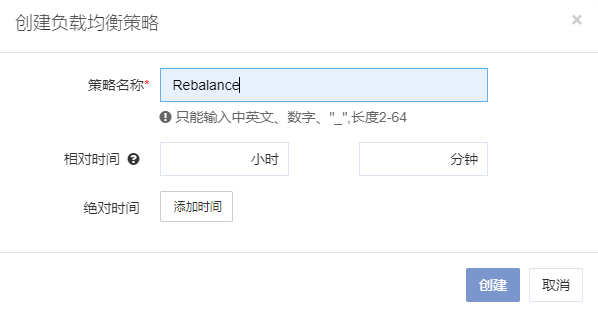 创建负载均衡策略 ×
策略名称* Rebalance
只能输入中英文、数字、"_",长度2-64
相对时间 小时 分钟
绝对时间 添加时间
创建 取消